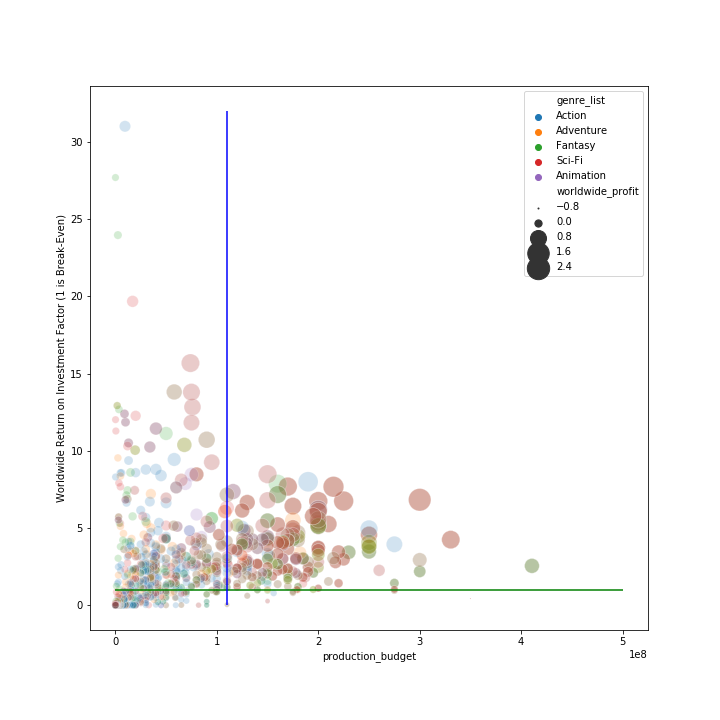 genre_list
Action
Adventure
Fantasy
Sci-Fi
Animation
worldwide_profit
−0.8
0.0
0.8
1.6
2.4
Worldwide Return on Investment Factor (1 is Break-Even)
30
25
20
15
10
5
0
0 1 2 3 4 5
1e8
production_budget